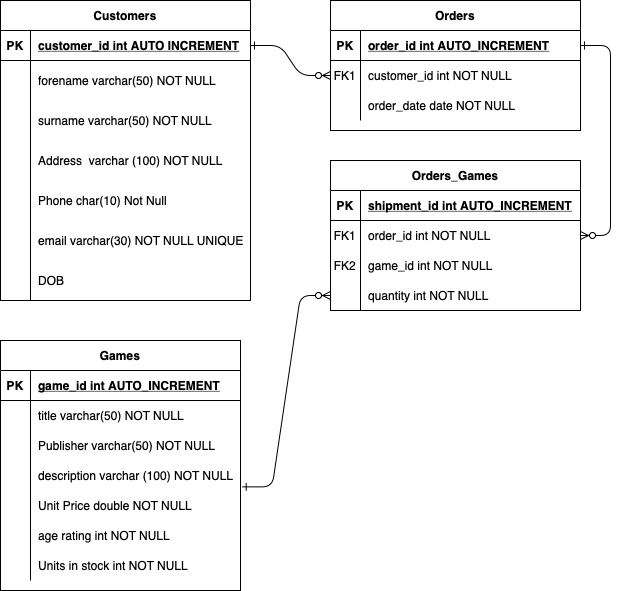 Customers
PK customer_id int AUTO INCREMENT
forename varchar(50) NOT NULL
surname varchar(50) NOT NULL
Address varchar (100) NOT NULL
Phone char(10) Not Null
email varchar(30) NOT NULL UNIQUE
DOB
Orders
PK order_id int AUTO_INCREMENT
FK1 customer_id int NOT NULL
order_date date NOT NULL
Orders_Games
PK shipment_id int AUTO_INCREMENT
FK1 order_id int NOT NULL
FK2 game_id int NOT NULL
quantity int NOT NULL
Games
PK game_id int AUTO_INCREMENT
title varchar(50) NOT NULL
Publisher varchar(50) NOT NULL
description varchar (100) NOT NULL
Unit Price double NOT NULL
age rating int NOT NULL
Units in stock int NOT NULL